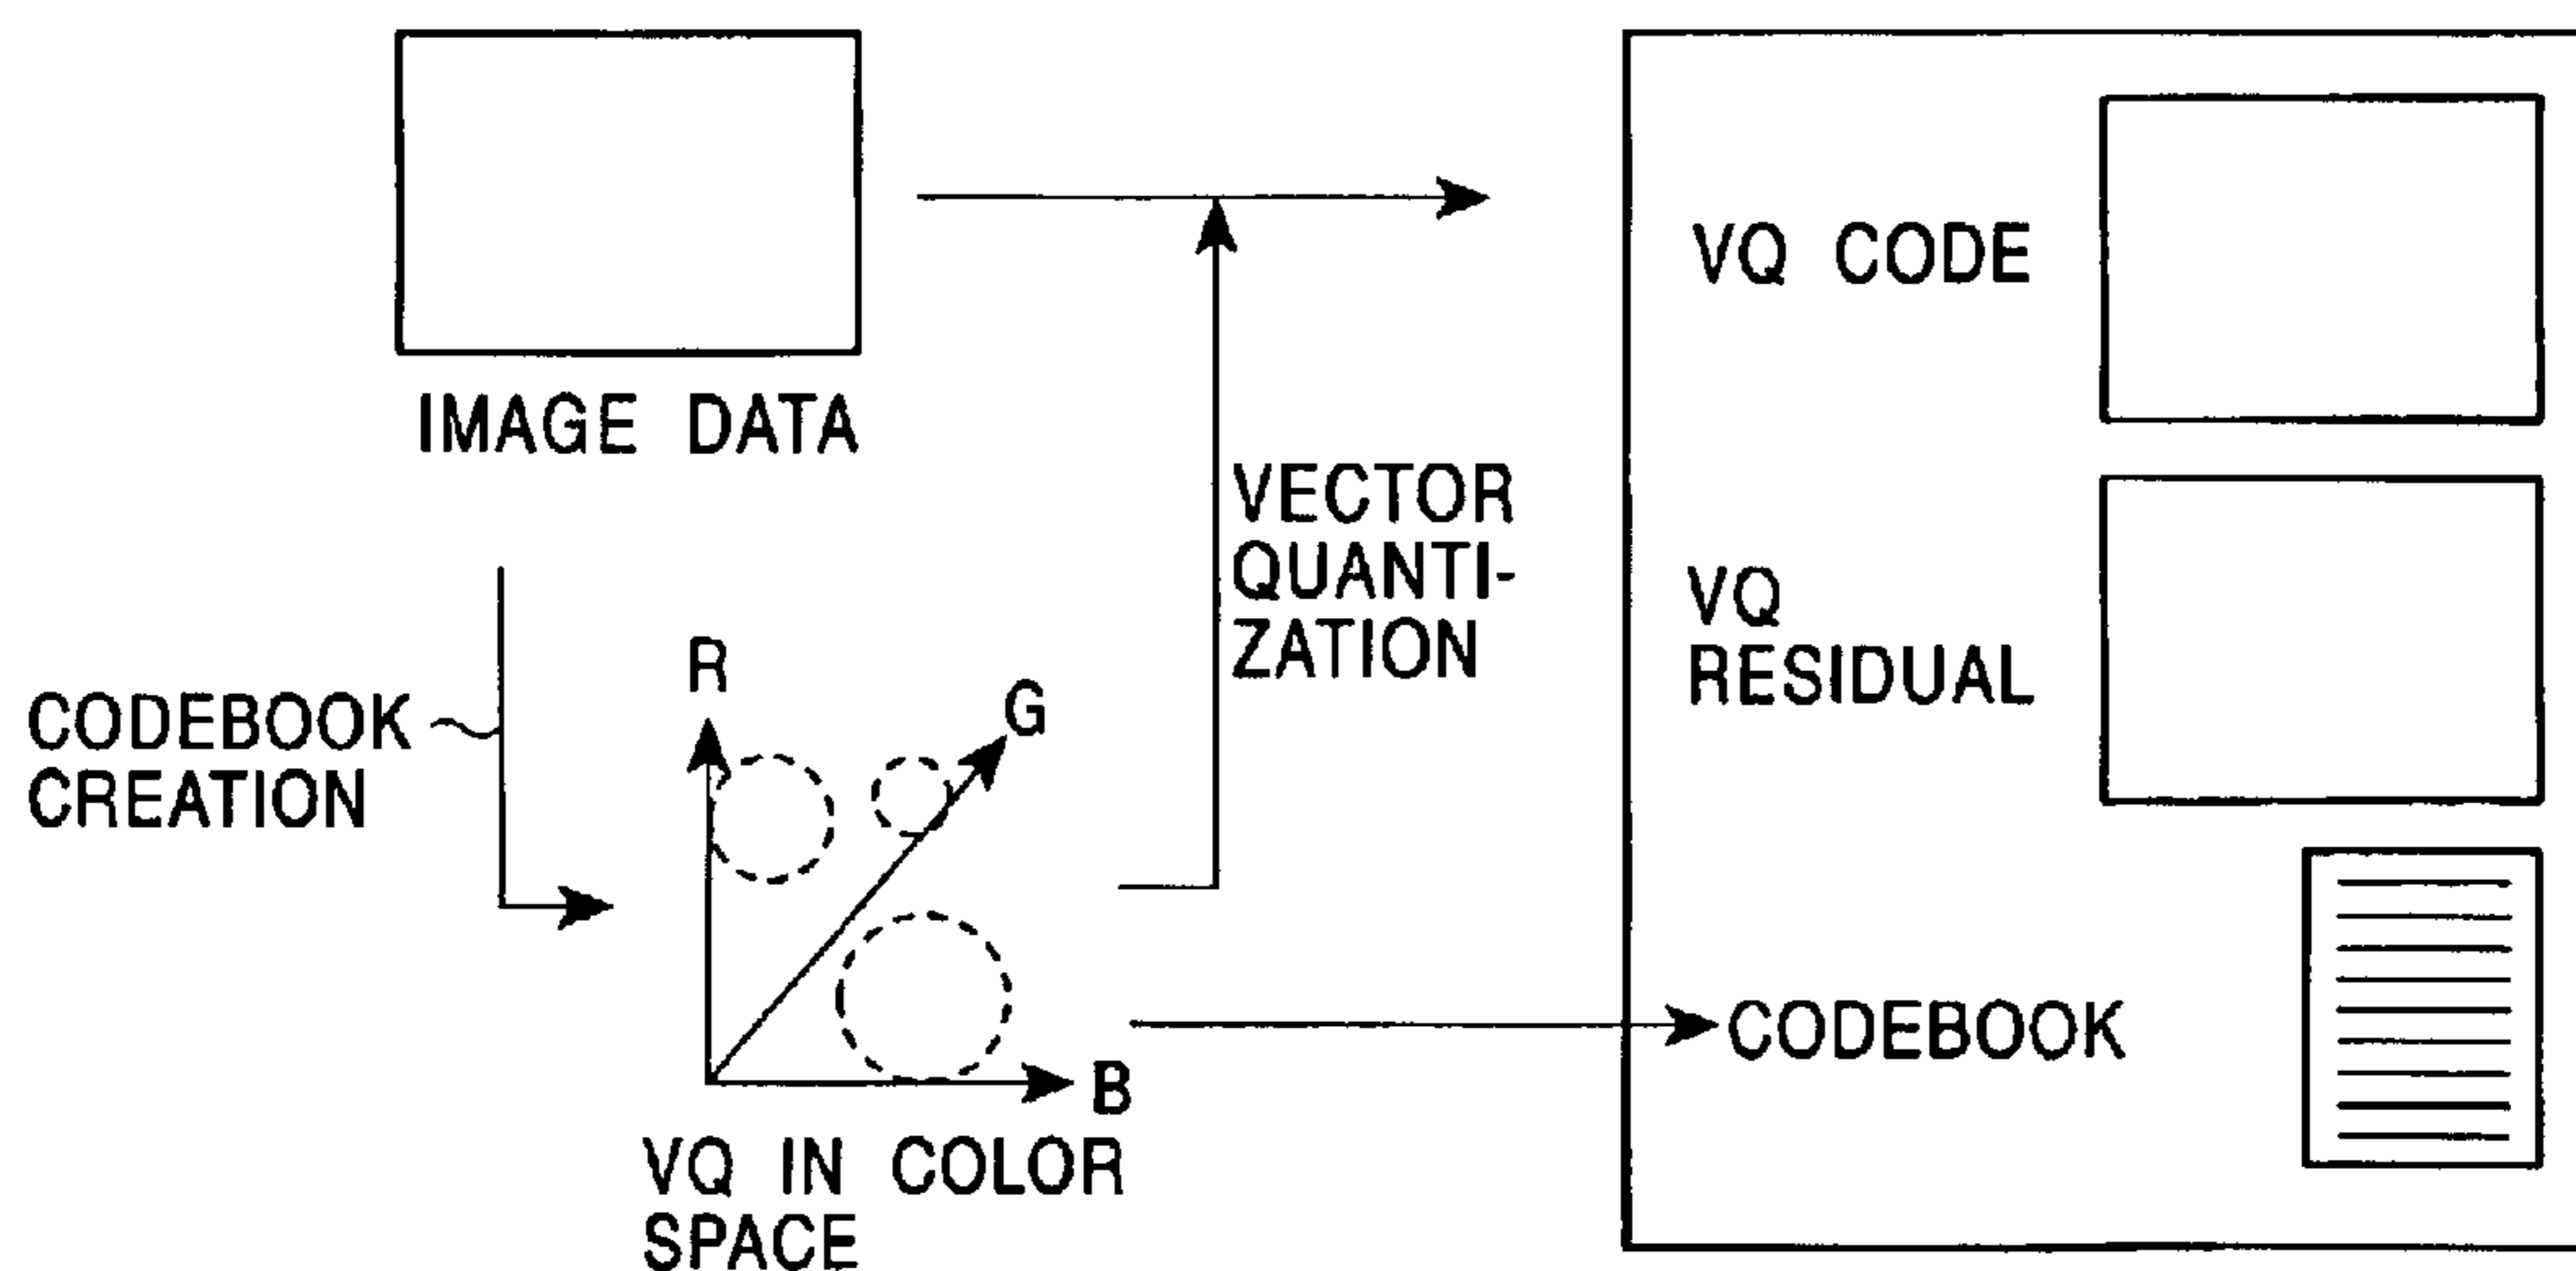 IMAGE DATA
CODEBOOK
CREATION
R
G
B
VQ IN COLOR
SPACE
VECTOR
QUANTI-
ZATION
VQ CODE
VQ
RESIDUAL
CODEBOOK